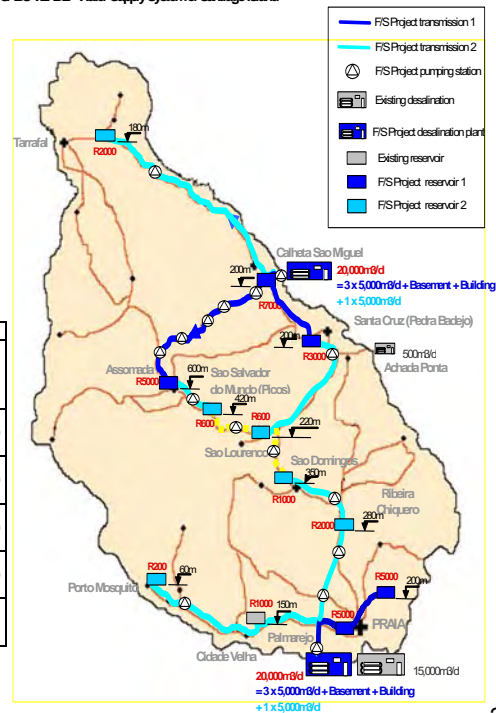 F/S Project transmission 1
F/S Project transmission 2
F/S Project pumping station
Existing desalination
F/S Project desalination plant
Existing reservoir
F/S Project reservoir 1
F/S Project reservoir 2
Tarrafal
R2000
180m
Calheta Sao Miguel
200m
R7000
20,000m3/d
= 3 x 5,000m3/d + Basement + Building
+ 1 x 5,000m3/d
Santa Cruz (Pedra Badejo)
200m
R3000
500m3/d
Achada Ponta
Assomada
R5000
600m
Sao Salvador
do Mundo (Picos)
420m
R600
R600
220m
Sao Lourenco
Sao Domingos
350m
R1000
Ribeira
Chiquero
R2000
280m
R200
60m
Porto Mosquito
R1000
150m
R5000
200m
R5000
PRAIA
Palmarejo
Cidade Velha
15,000m3/d
20,000m3/d
= 3 x 5,000m3/d + Basement + Building
+ 1 x 5,000m3/d